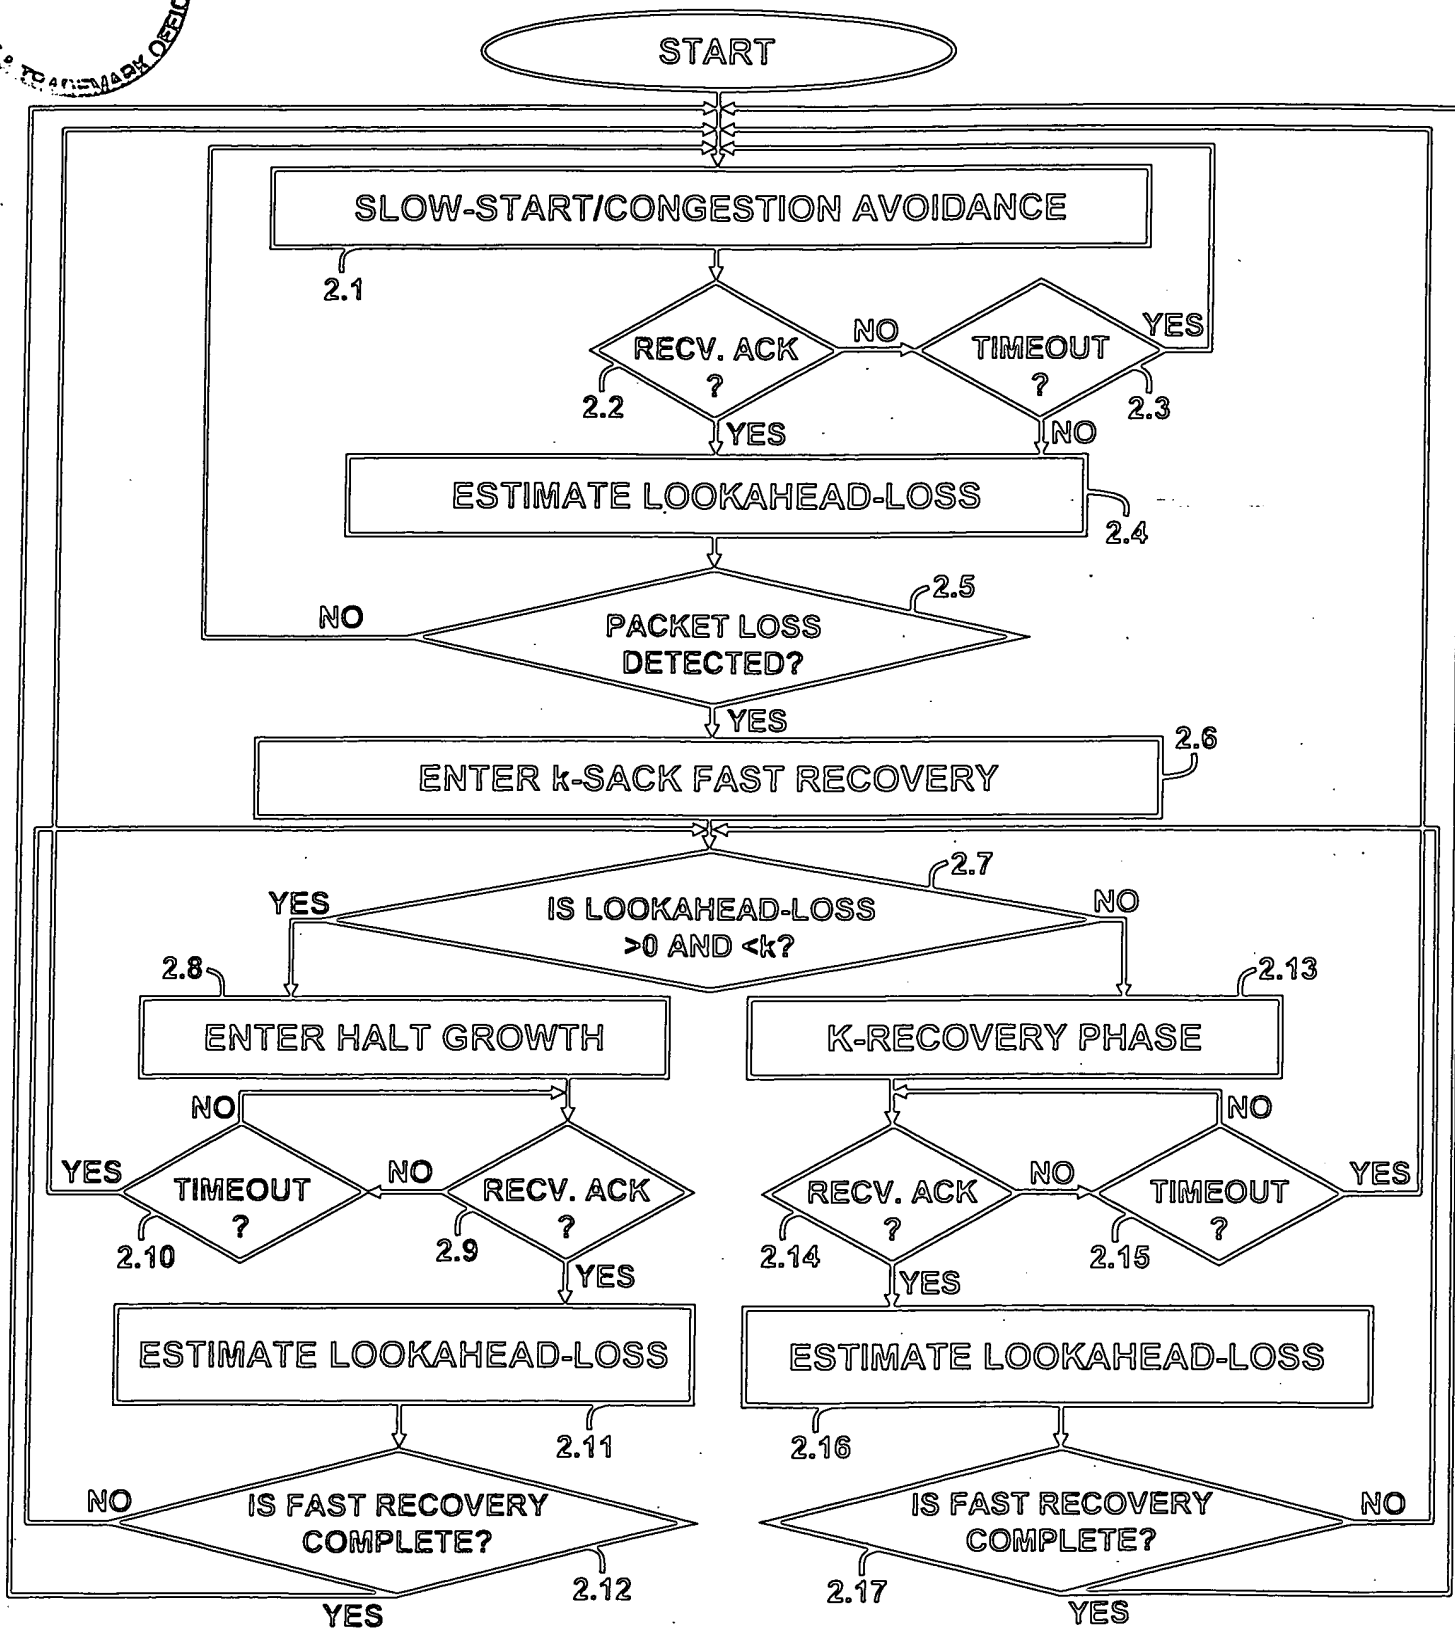 TRADEMARK OFFIC
START
SLOW-START/CONGESTION AVOIDANCE
2.1
RECV. ACK
?
2.2
NO
TIMEOUT
?
YES
2.3
YES
NO
ESTIMATE LOOKAHEAD-LOSS
2.4
2.5
NO
PACKET LOSS
DETECTED?
YES
2.6
ENTER k-SACK FAST RECOVERY
2.7
YES
IS LOOKAHEAD-LOSS
>0 AND <k?
NO
2.8
2.13
ENTER HALT GROWTH
K-RECOVERY PHASE
NO
NO
YES
TIMEOUT
?
NO
RECV. ACK
?
RECV. ACK
?
NO
TIMEOUT
?
YES
2.10
2.9
2.14
2.15
YES
YES
ESTIMATE LOOKAHEAD-LOSS
ESTIMATE LOOKAHEAD-LOSS
2.11
2.16
NO
IS FAST RECOVERY
COMPLETE?
IS FAST RECOVERY
COMPLETE?
NO
2.12
2.17
YES
YES